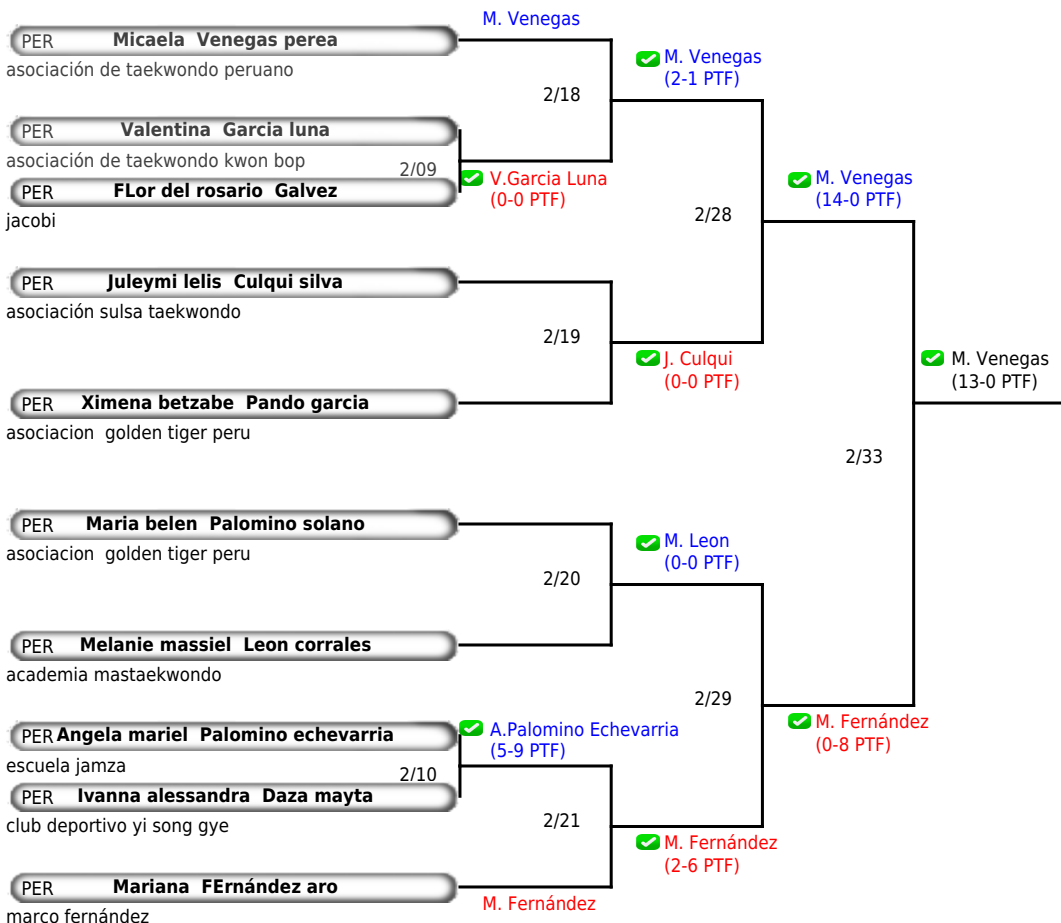 M. Venegas
PER Micaela Venegas perea
asociación de taekwondo peruano
M. Venegas
(2-1 PTF)
2/18
PER Valentina Garcia luna
asociación de taekwondo kwon bop
2/09
V.Garcia Luna
(0-0 PTF)
PER FLor del rosario Galvez
jacobi
M. Venegas
(14-0 PTF)
2/28
PER Juleymi lelis Culqui silva
asociación sulsa taekwondo
2/19
J. Culqui
(0-0 PTF)
PER Ximena betzabe Pando garcia
asociacion golden tiger peru
M. Venegas
(13-0 PTF)
2/33
PER Maria belen Palomino solano
asociacion golden tiger peru
M. Leon
(0-0 PTF)
2/20
PER Melanie massiel Leon corrales
academia mastaekwondo
2/29
M. Fernández
(0-8 PTF)
PER Angela mariel Palomino echevarria
escuela jamza
A.Palomino Echevarria
(5-9 PTF)
2/10
PER Ivanna alessandra Daza mayta
club deportivo yi song gye
2/21
M. Fernández
(2-6 PTF)
PER Mariana FErnández aro
marco fernández
M. Fernández